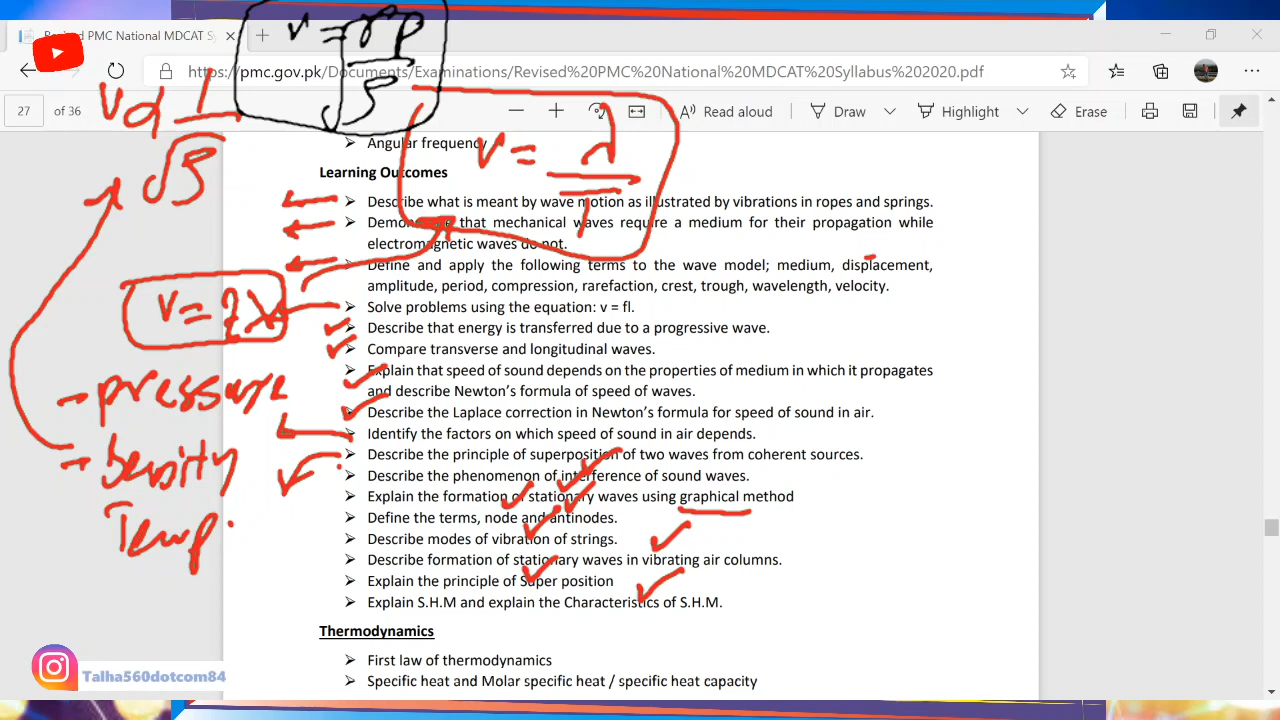 Revised PMC National MDCAT Sy
https://pmc.gov.pk/Documents/Examinations/Revised%20PMC%20National%20MDCAT%20Syllabus%202020.pdf
27 of 36
Read aloud Draw Highlight Erase
➢ Angular frequency
Learning Outcomes
➢ Describe what is meant by wave motion as illustrated by vibrations in ropes and springs.
➢ Demonstrate that mechanical waves require a medium for their propagation while
electromagnetic waves do not.
➢ Define and apply the following terms to the wave model; medium, displacement,
amplitude, period, compression, rarefaction, crest, trough, wavelength, velocity.
➢ Solve problems using the equation: v = fl.
➢ Describe that energy is transferred due to a progressive wave.
➢ Compare transverse and longitudinal waves.
➢ Explain that speed of sound depends on the properties of medium in which it propagates
and describe Newton's formula of speed of waves.
➢ Describe the Laplace correction in Newton's formula for speed of sound in air.
➢ Identify the factors on which speed of sound in air depends.
➢ Describe the principle of superposition of two waves from coherent sources.
➢ Describe the phenomenon of interference of sound waves.
➢ Explain the formation of stationary waves using graphical method
➢ Define the terms, node and antinodes.
➢ Describe modes of vibration of strings.
➢ Describe formation of stationary waves in vibrating air columns.
➢ Explain the principle of Super position
➢ Explain S.H.M and explain the Characteristics of S.H.M.
Thermodynamics
➢ First law of thermodynamics
➢ Specific heat and Molar specific heat / specific heat capacity
v = √γP/ρ
v α 1/√ρ
v = λ/T
v = fλ
- pressure
- Density
Temp.
Talha560dotcom84